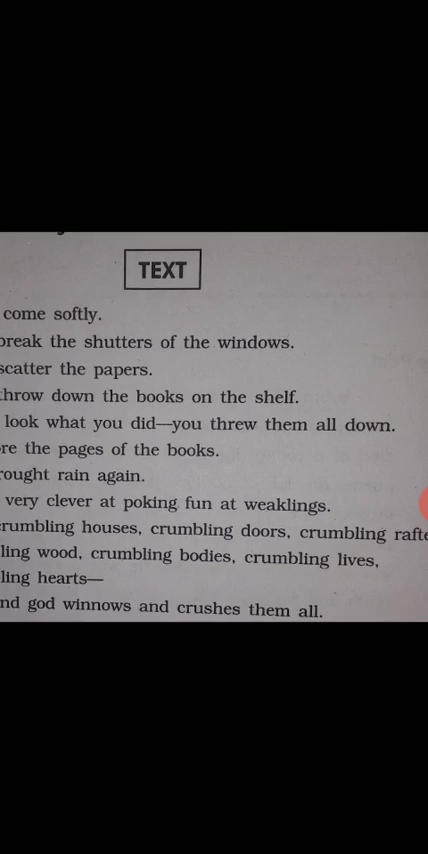 TEXT
come softly.
break the shutters of the windows.
scatter the papers.
throw down the books on the shelf.
look what you did—you threw them all down.
re the pages of the books.
rought rain again.
very clever at poking fun at weaklings.
crumbling houses, crumbling doors, crumbling rafte
ling wood, crumbling bodies, crumbling lives,
ling hearts—
nd god winnows and crushes them all.